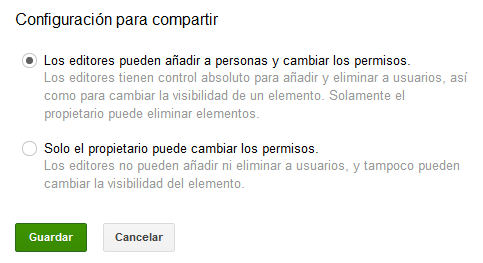 Configuración para compartir
Los editores pueden añadir a personas y cambiar los permisos.
Los editores tienen control absoluto para añadir y eliminar a usuarios, así
como para cambiar la visibilidad de un elemento. Solamente el
propietario puede eliminar elementos.
Solo el propietario puede cambiar los permisos.
Los editores no pueden añadir ni eliminar a usuarios, y tampoco pueden
cambiar la visibilidad del elemento.
Guardar
Cancelar